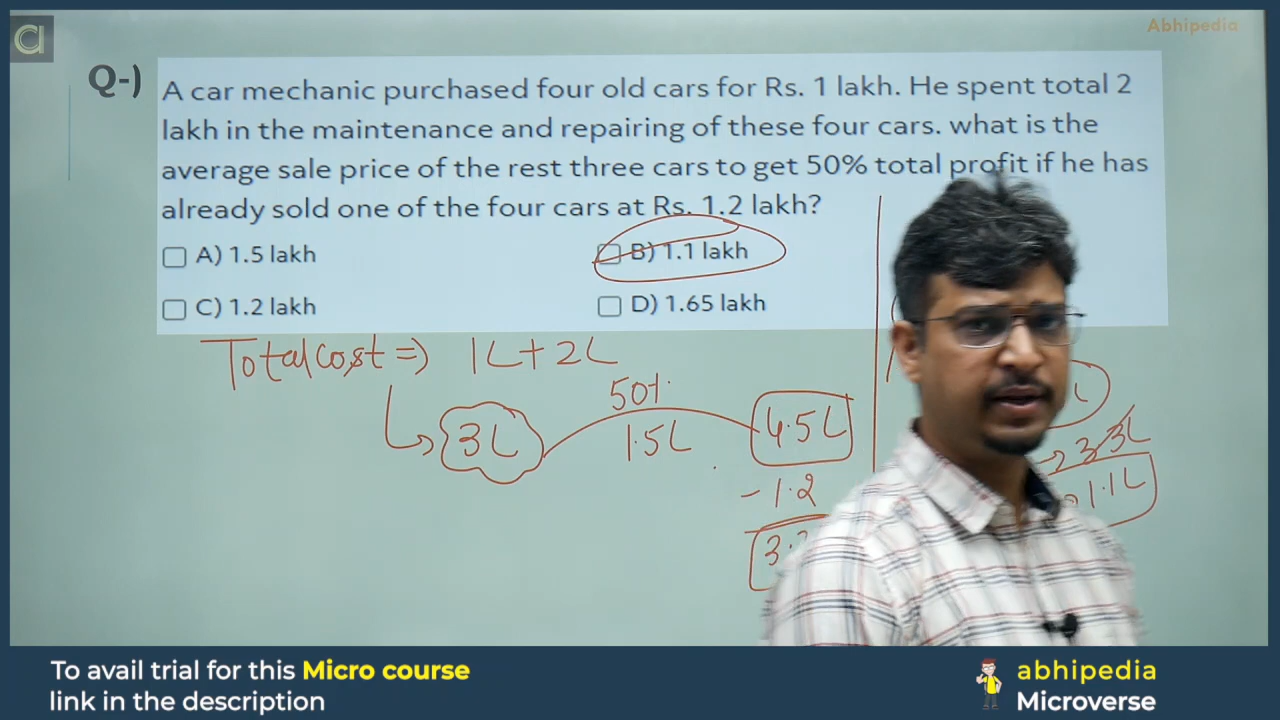 Abhipedia
Q-)
A car mechanic purchased four old cars for Rs. 1 lakh. He spent total 2
lakh in the maintenance and repairing of these four cars. what is the
average sale price of the rest three cars to get 50% total profit if he has
already sold one of the four cars at Rs. 1.2 lakh?
A) 1.5 lakh
B) 1.1 lakh
C) 1.2 lakh
D) 1.65 lakh
Total cost => 1L + 2L
50%
3L
1.5L
4.5L
- 1.2
3.3L
1.1L
To avail trial for this Micro course
link in the description
abhipedia
Microverse